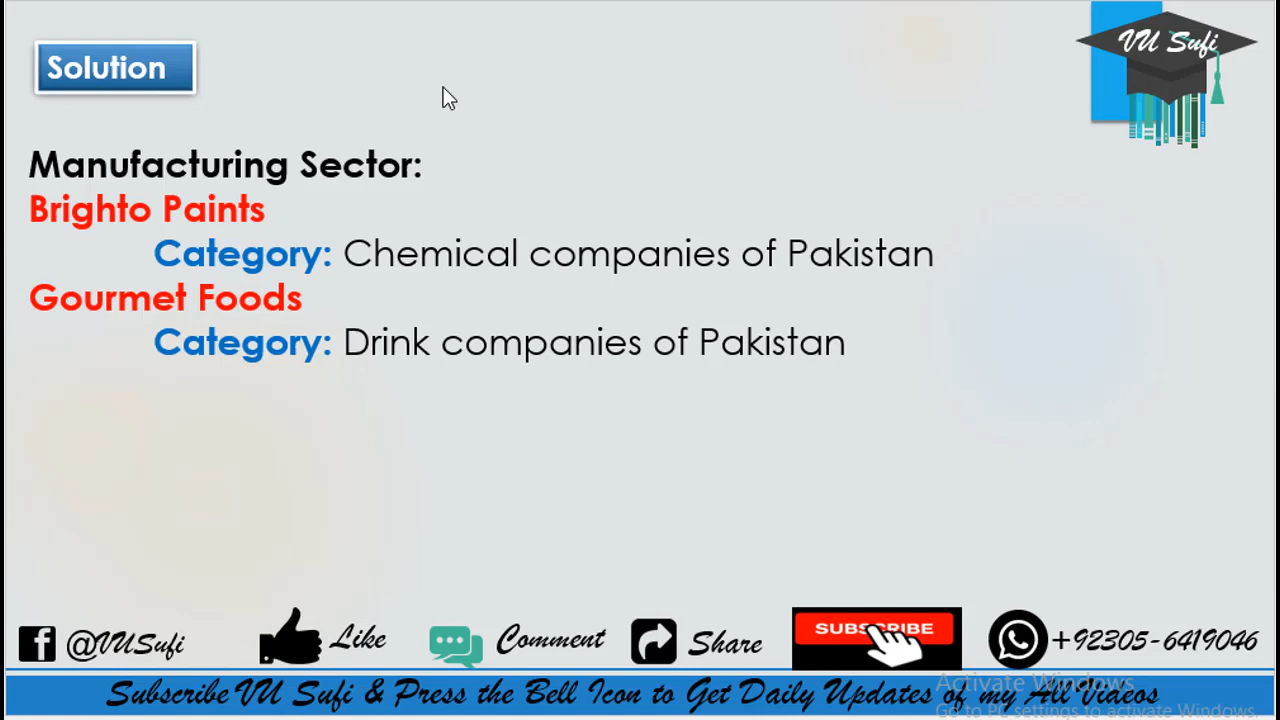 Solution
VU Sufi
Manufacturing Sector:
Brighto Paints
Category: Chemical companies of Pakistan
Gourmet Foods
Category: Drink companies of Pakistan
@VUSufi
Like
Comment
Share
SUBSCRIBE
+92305-6419046
Subscribe VU Sufi & Press the Bell Icon to Get Daily Updates of my All Videos
Activate Windows
Go to PC settings to activate Windows.